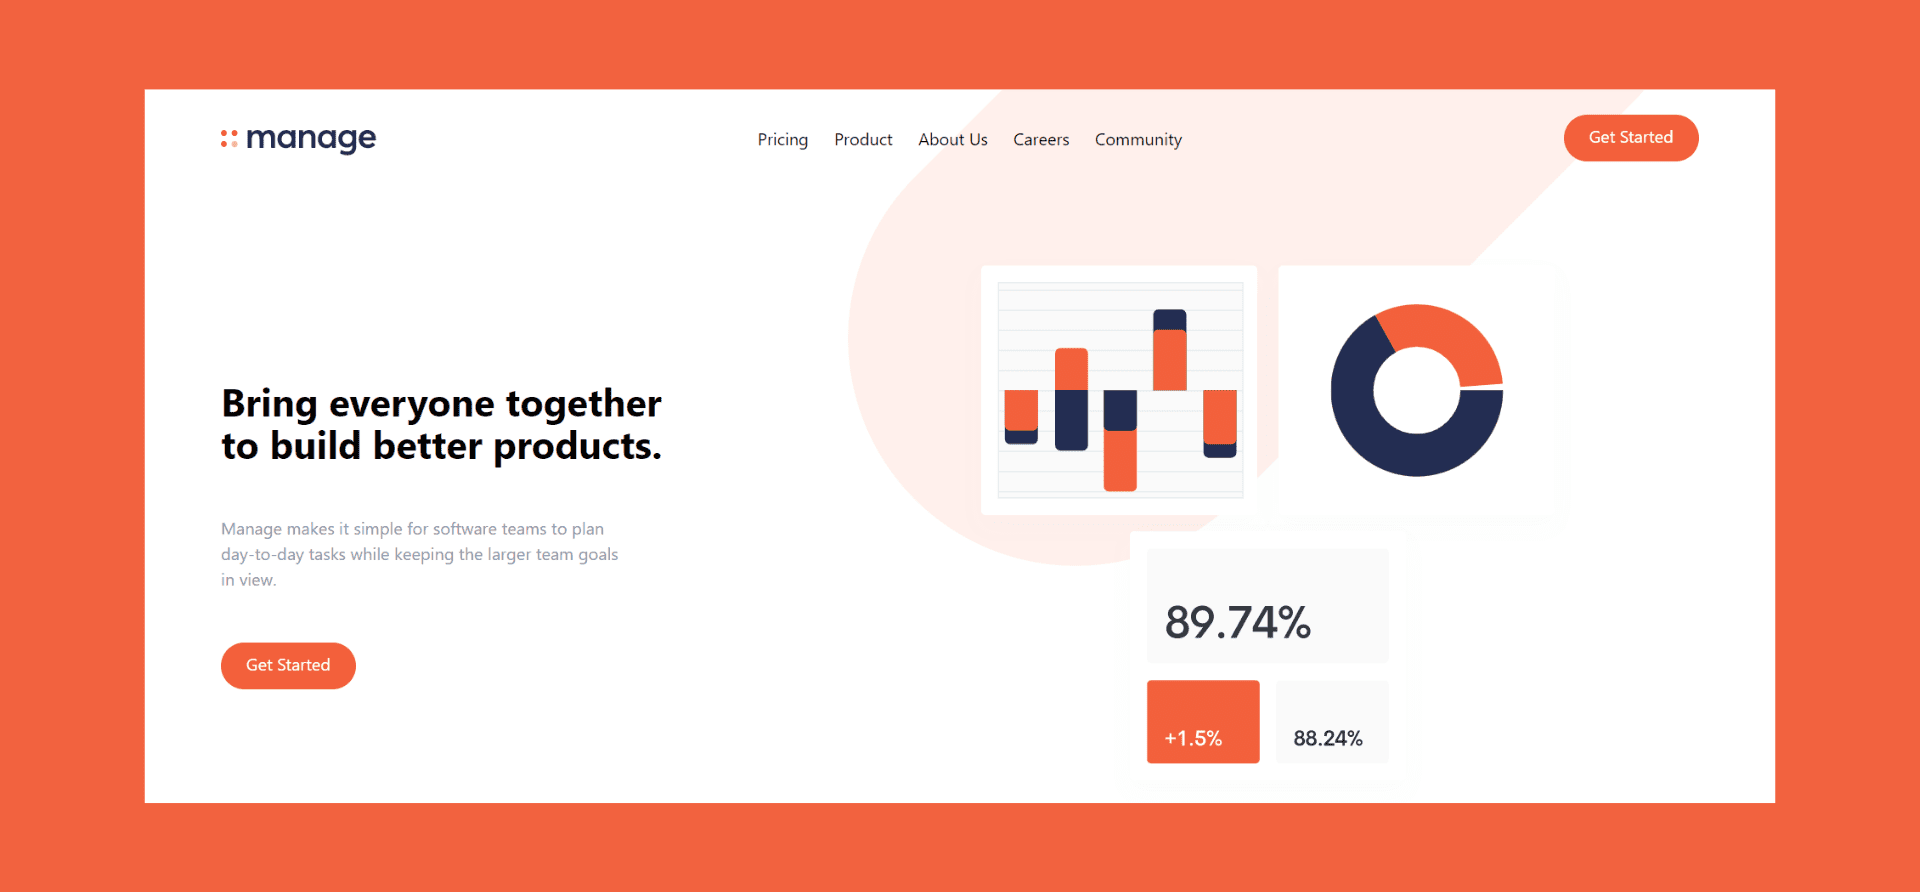 manage
Pricing Product About Us Careers Community
Get Started
Bring everyone together
to build better products.
Manage makes it simple for software teams to plan
day-to-day tasks while keeping the larger team goals
in view.
Get Started
89.74%
+1.5% 88.24%